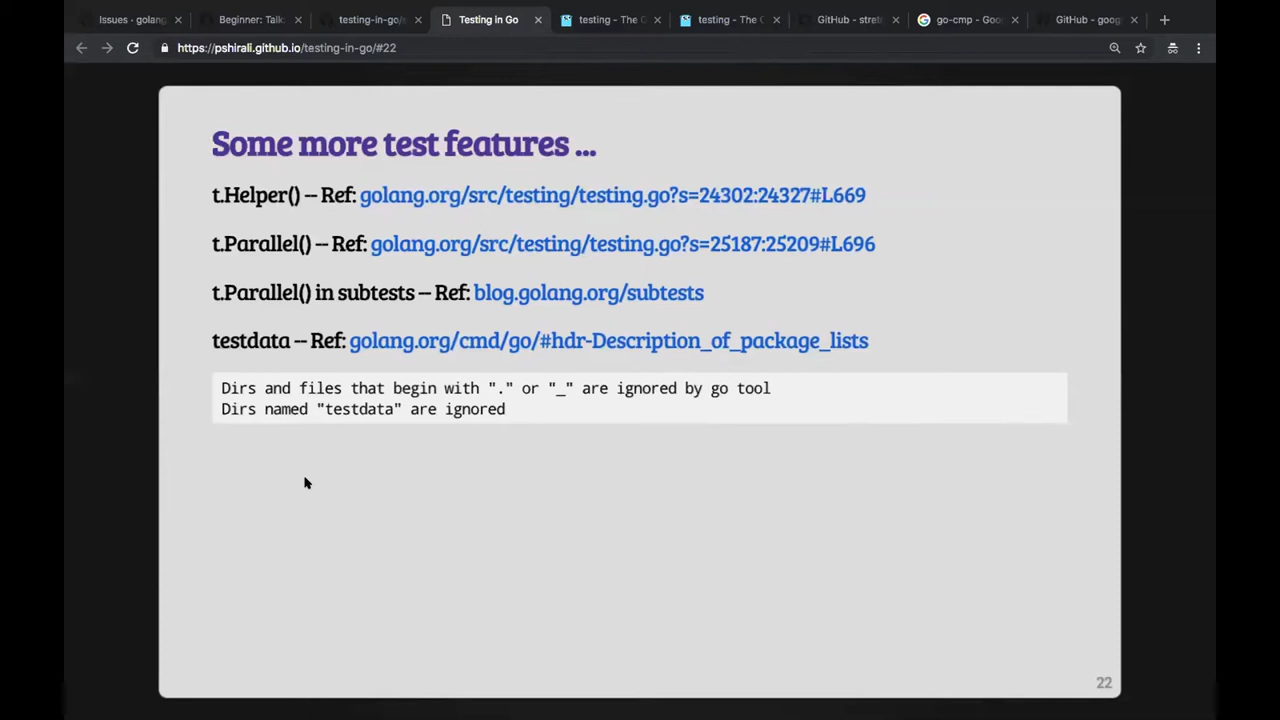 Issues · golang
Beginner: Talk:
testing-in-go/s
Testing in Go
testing - The G
testing - The G
GitHub - stret
go-cmp - Goo
GitHub - goog
https://pshirali.github.io/testing-in-go/#22
Some more test features ...
t.Helper() -- Ref: golang.org/src/testing/testing.go?s=24302:24327#L669
t.Parallel() -- Ref: golang.org/src/testing/testing.go?s=25187:25209#L696
t.Parallel() in subtests -- Ref: blog.golang.org/subtests
testdata -- Ref: golang.org/cmd/go/#hdr-Description_of_package_lists
Dirs and files that begin with "." or "_" are ignored by go tool
Dirs named "testdata" are ignored
22